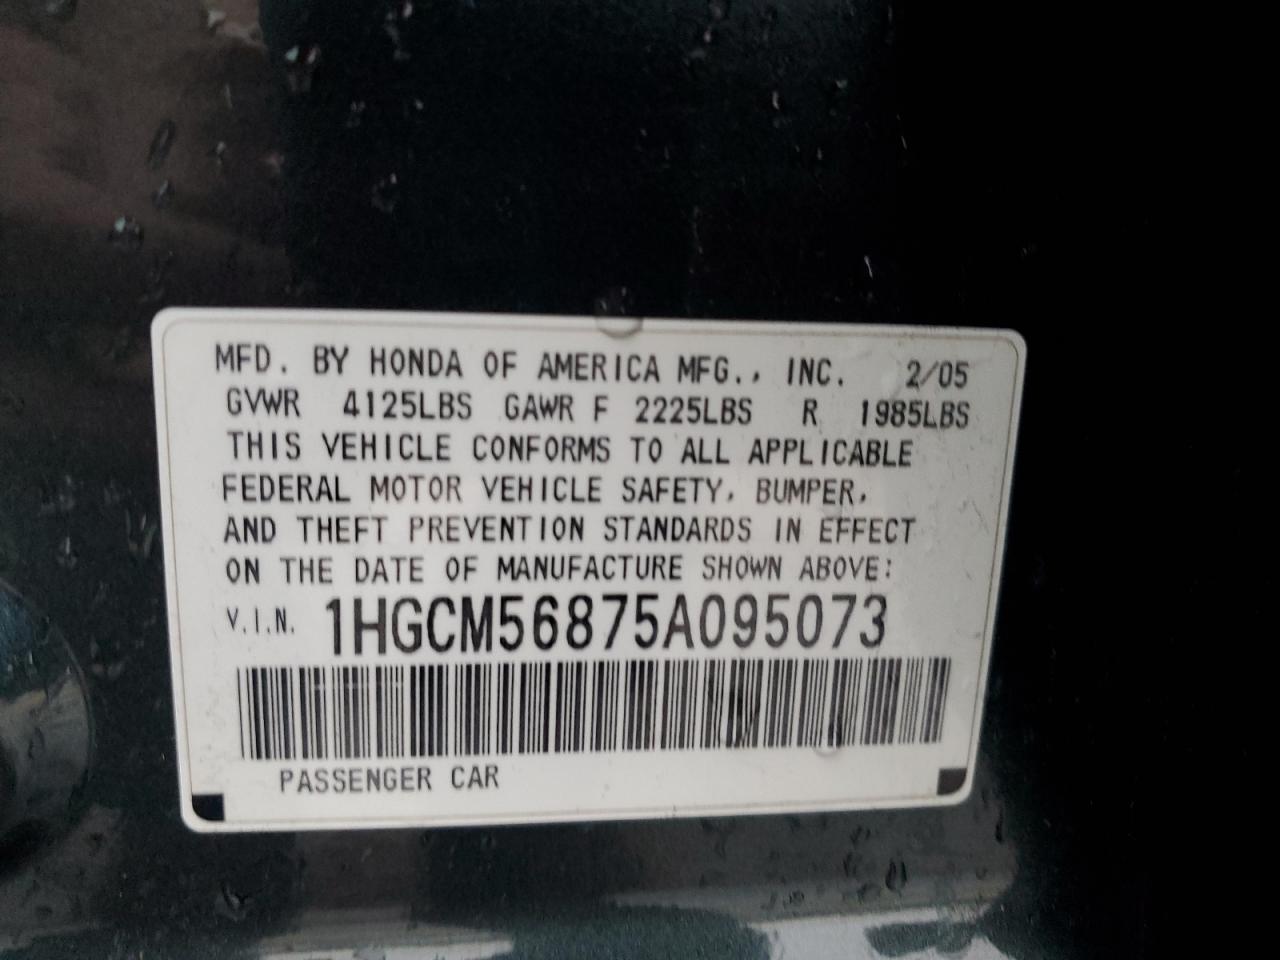 MFD. BY HONDA OF AMERICA MFG., INC. 2/05
GVWR 4125LBS GAWR F 2225LBS R 1985LBS
THIS VEHICLE CONFORMS TO ALL APPLICABLE
FEDERAL MOTOR VEHICLE SAFETY, BUMPER,
AND THEFT PREVENTION STANDARDS IN EFFECT
ON THE DATE OF MANUFACTURE SHOWN ABOVE:
V.I.N. 1HGCM56875A095073
PASSENGER CAR